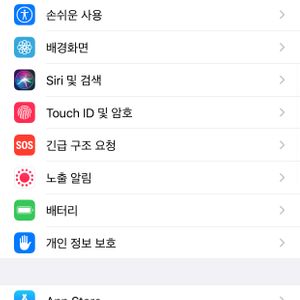 손쉬운 사용
배경화면
Siri 및 검색
Touch ID 및 암호
SOS 긴급 구조 요청
노출 알림
배터리
개인 정보 보호
App Store